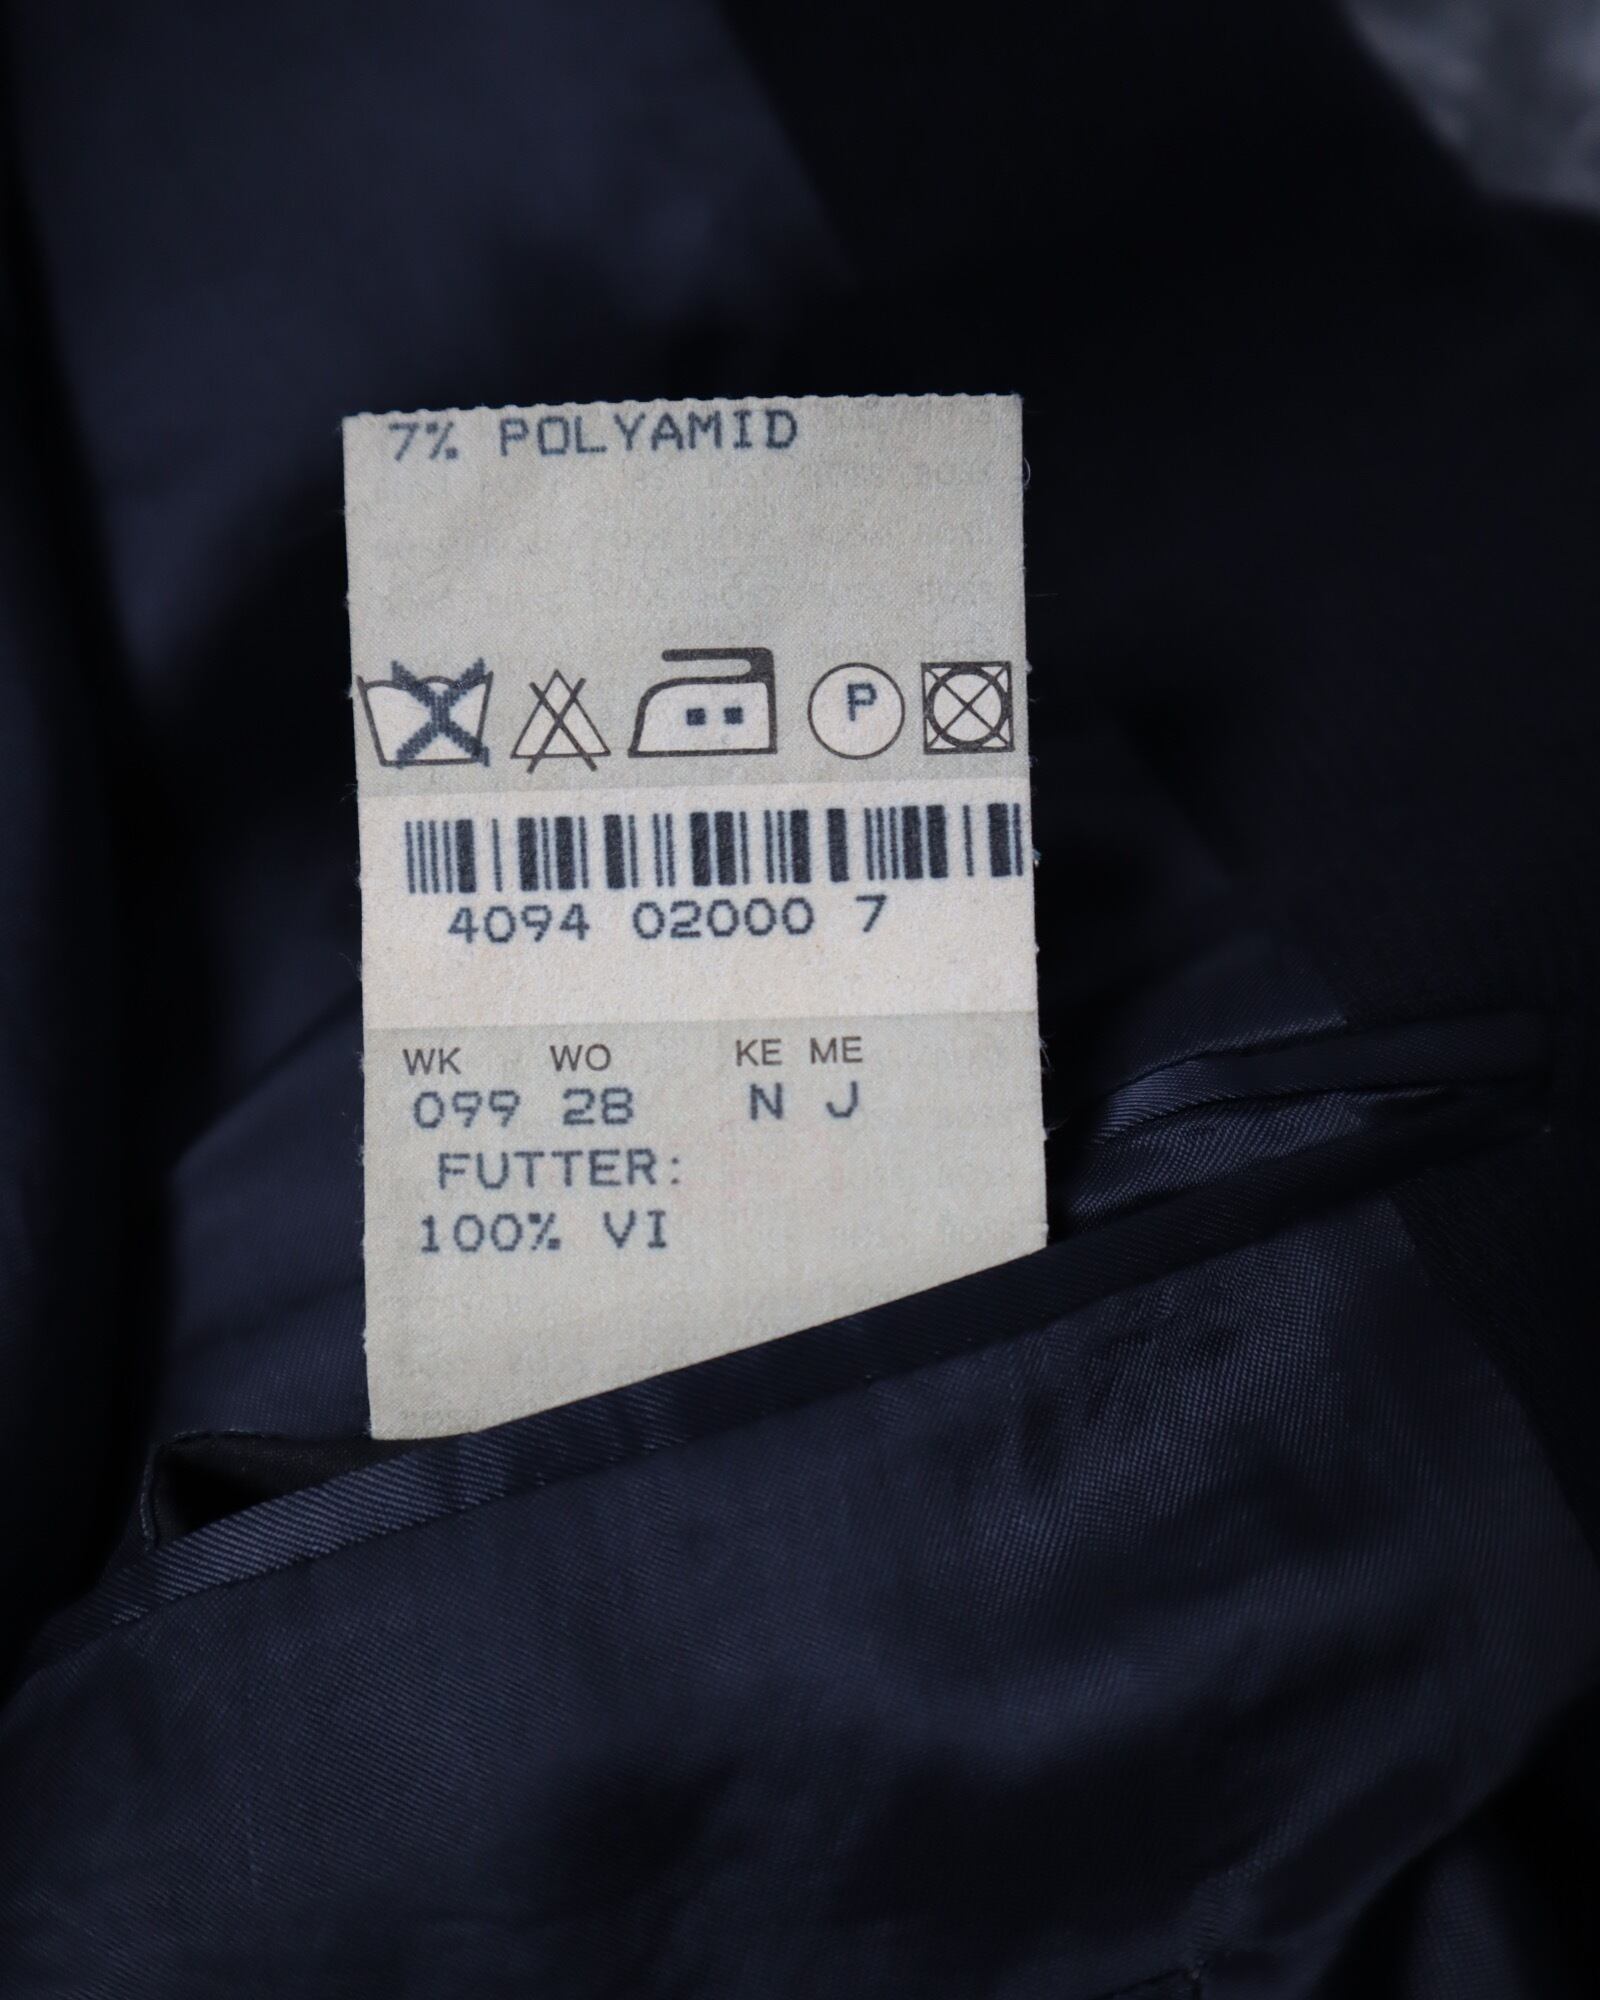 7% POLYAMID
P
4094 02000 7
WK WO KE ME
099 28 N J
FUTTER:
100% VI